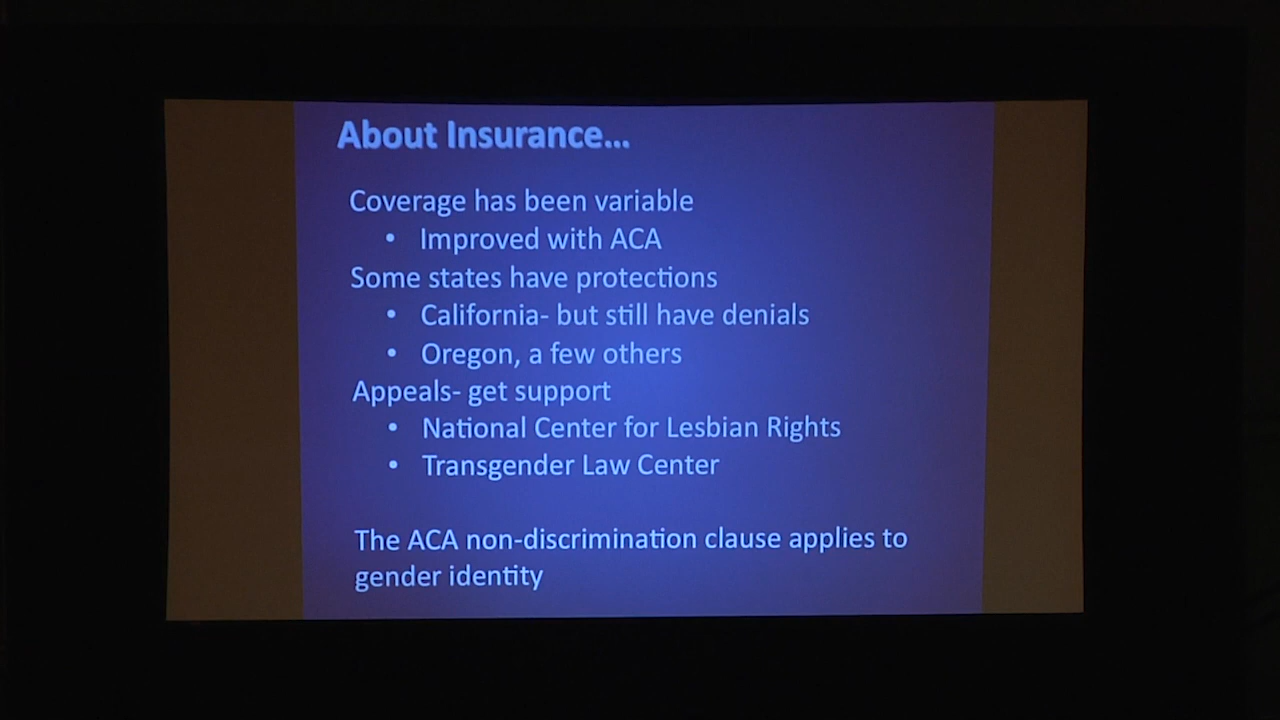 About Insurance...
Coverage has been variable
• Improved with ACA
Some states have protections
• California- but still have denials
• Oregon, a few others
Appeals- get support
• National Center for Lesbian Rights
• Transgender Law Center
The ACA non-discrimination clause applies to
gender identity